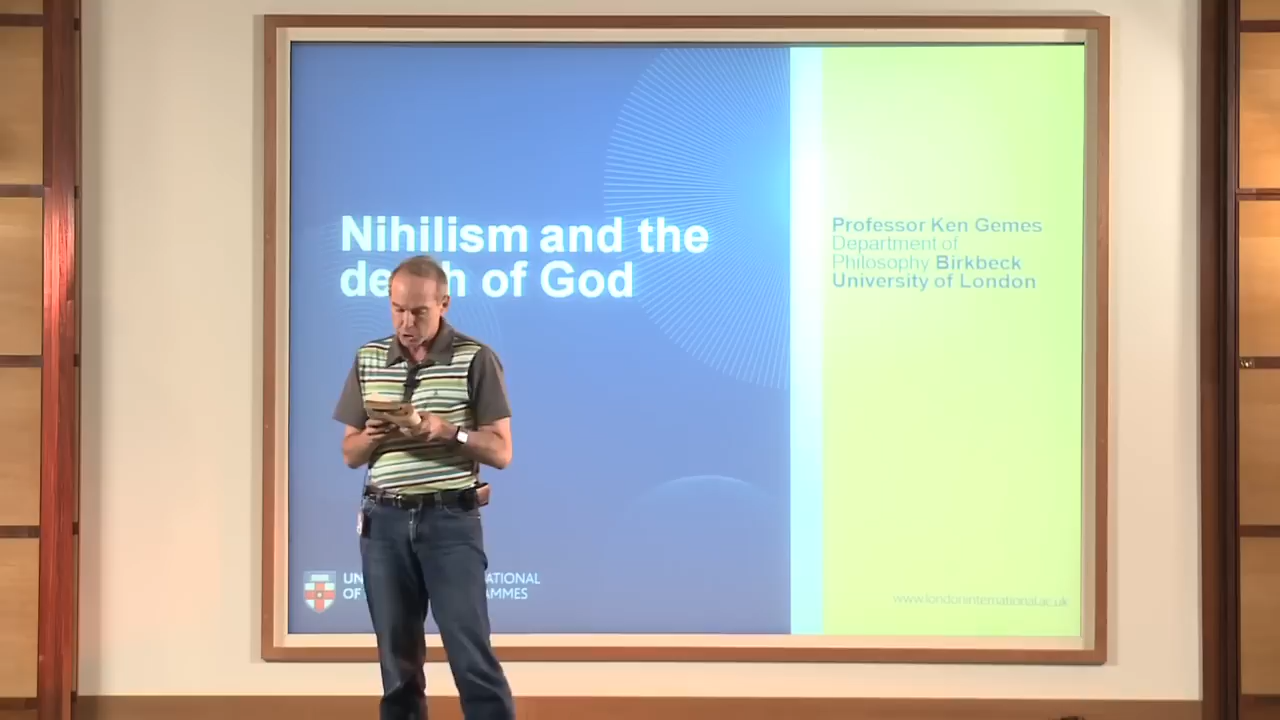 Nihilism and the
of God
Professor Ken Gemes
Department of
Philosophy Birkbeck
University of London
OF
www.londoninternational.ac.uk